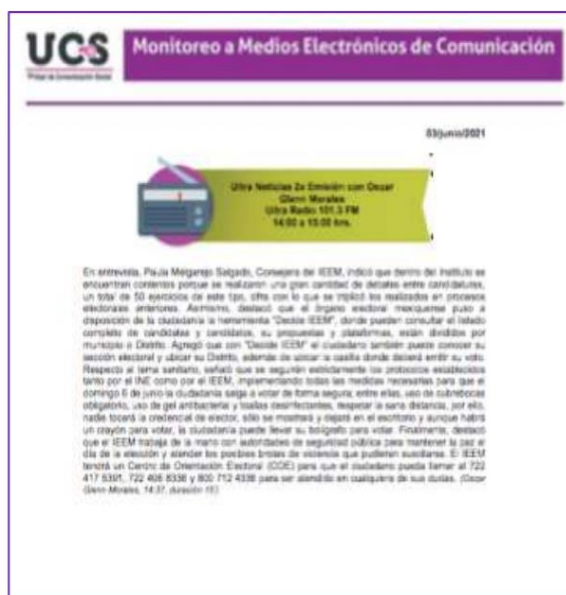 UCS
Unidad de Comunicación Social
Monitoreo a Medios Electrónicos de Comunicación
03/junio/2021
Ultra Noticias 2a Emisión con Oscar
Glenn Morales
Ultra Radio 101.3 FM
14:00 a 15:00 hrs.
En entrevista, Paula Melgarejo Salgado, Consejera del IEEM, indicó que dentro del Instituto se
encuentran contentos porque se realizaron una gran cantidad de debates entre candidaturas,
un total de 50 ejercicios de este tipo, cifra con lo que se triplicó los realizados en procesos
electorales anteriores. Asimismo, destacó que el órgano electoral mexiquense puso a
disposición de la ciudadanía la herramienta "Decide IEEM", donde pueden consultar el listado
completo de candidatas y candidatos, su propuestas y plataformas, están divididos por
municipio o Distrito. Agregó que con "Decide IEEM" el ciudadano también puede conocer su
sección electoral y ubicar su Distrito, además de ubicar la casilla donde deberá emitir su voto.
Respecto al tema sanitario, señaló que se seguirán estrictamente los protocolos establecidos
tanto por el INE como por el IEEM, implementando todas las medidas necesarias para que el
domingo 6 de junio la ciudadanía salga a votar de forma segura, entre ellas, uso de cubrebocas
obligatorio, uso de gel antibacterial y toallas desinfectantes, respetar la sana distancia, por ello,
nadie tocará la credencial de elector, sólo se mostrará y dejará en el escritorio y aunque habrá
un crayón para votar, la ciudadanía puede llevar su bolígrafo para votar. Finalmente, destacó
que el IEEM trabaja de la mano con autoridades de seguridad pública para mantener la paz el
día de la elección y atender los posibles brotes de violencia que pudieran suscitarse. El IEEM
tendrá un Centro de Orientación Electoral (COE) para que el ciudadano pueda llamar al 722
417 5391, 722 8338 y 800 712 4336 para ser atendido en cualquiera de sus dudas. (Oscar
Glenn Morales, 14:37, duración